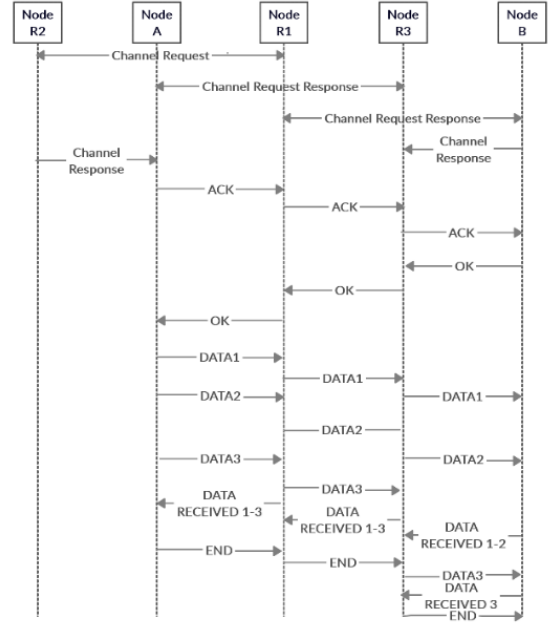 Node R2
Node A
Node R1
Node R3
Node B
Channel Request
Channel Request Response
Channel Request Response
Channel
Response
Channel
Response
ACK
ACK
ACK
OK
OK
OK
DATA1
DATA1
DATA2
DATA1
DATA2
DATA3
DATA2
DATA3
DATA
RECEIVED 1-3
DATA
RECEIVED 1-3
DATA
RECEIVED 1-2
END
END
DATA3
DATA
RECEIVED 3
END